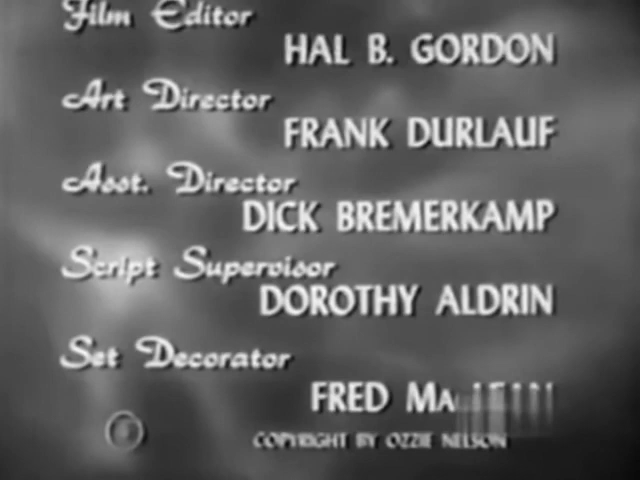 Film Editor
HAL B. GORDON
Art Director
FRANK DURLAUF
Asst. Director
DICK BREMERKAMP
Script Supervisor
DOROTHY ALDRIN
Set Decorator
FRED
COPYRIGHT BY OZZIE NELSON